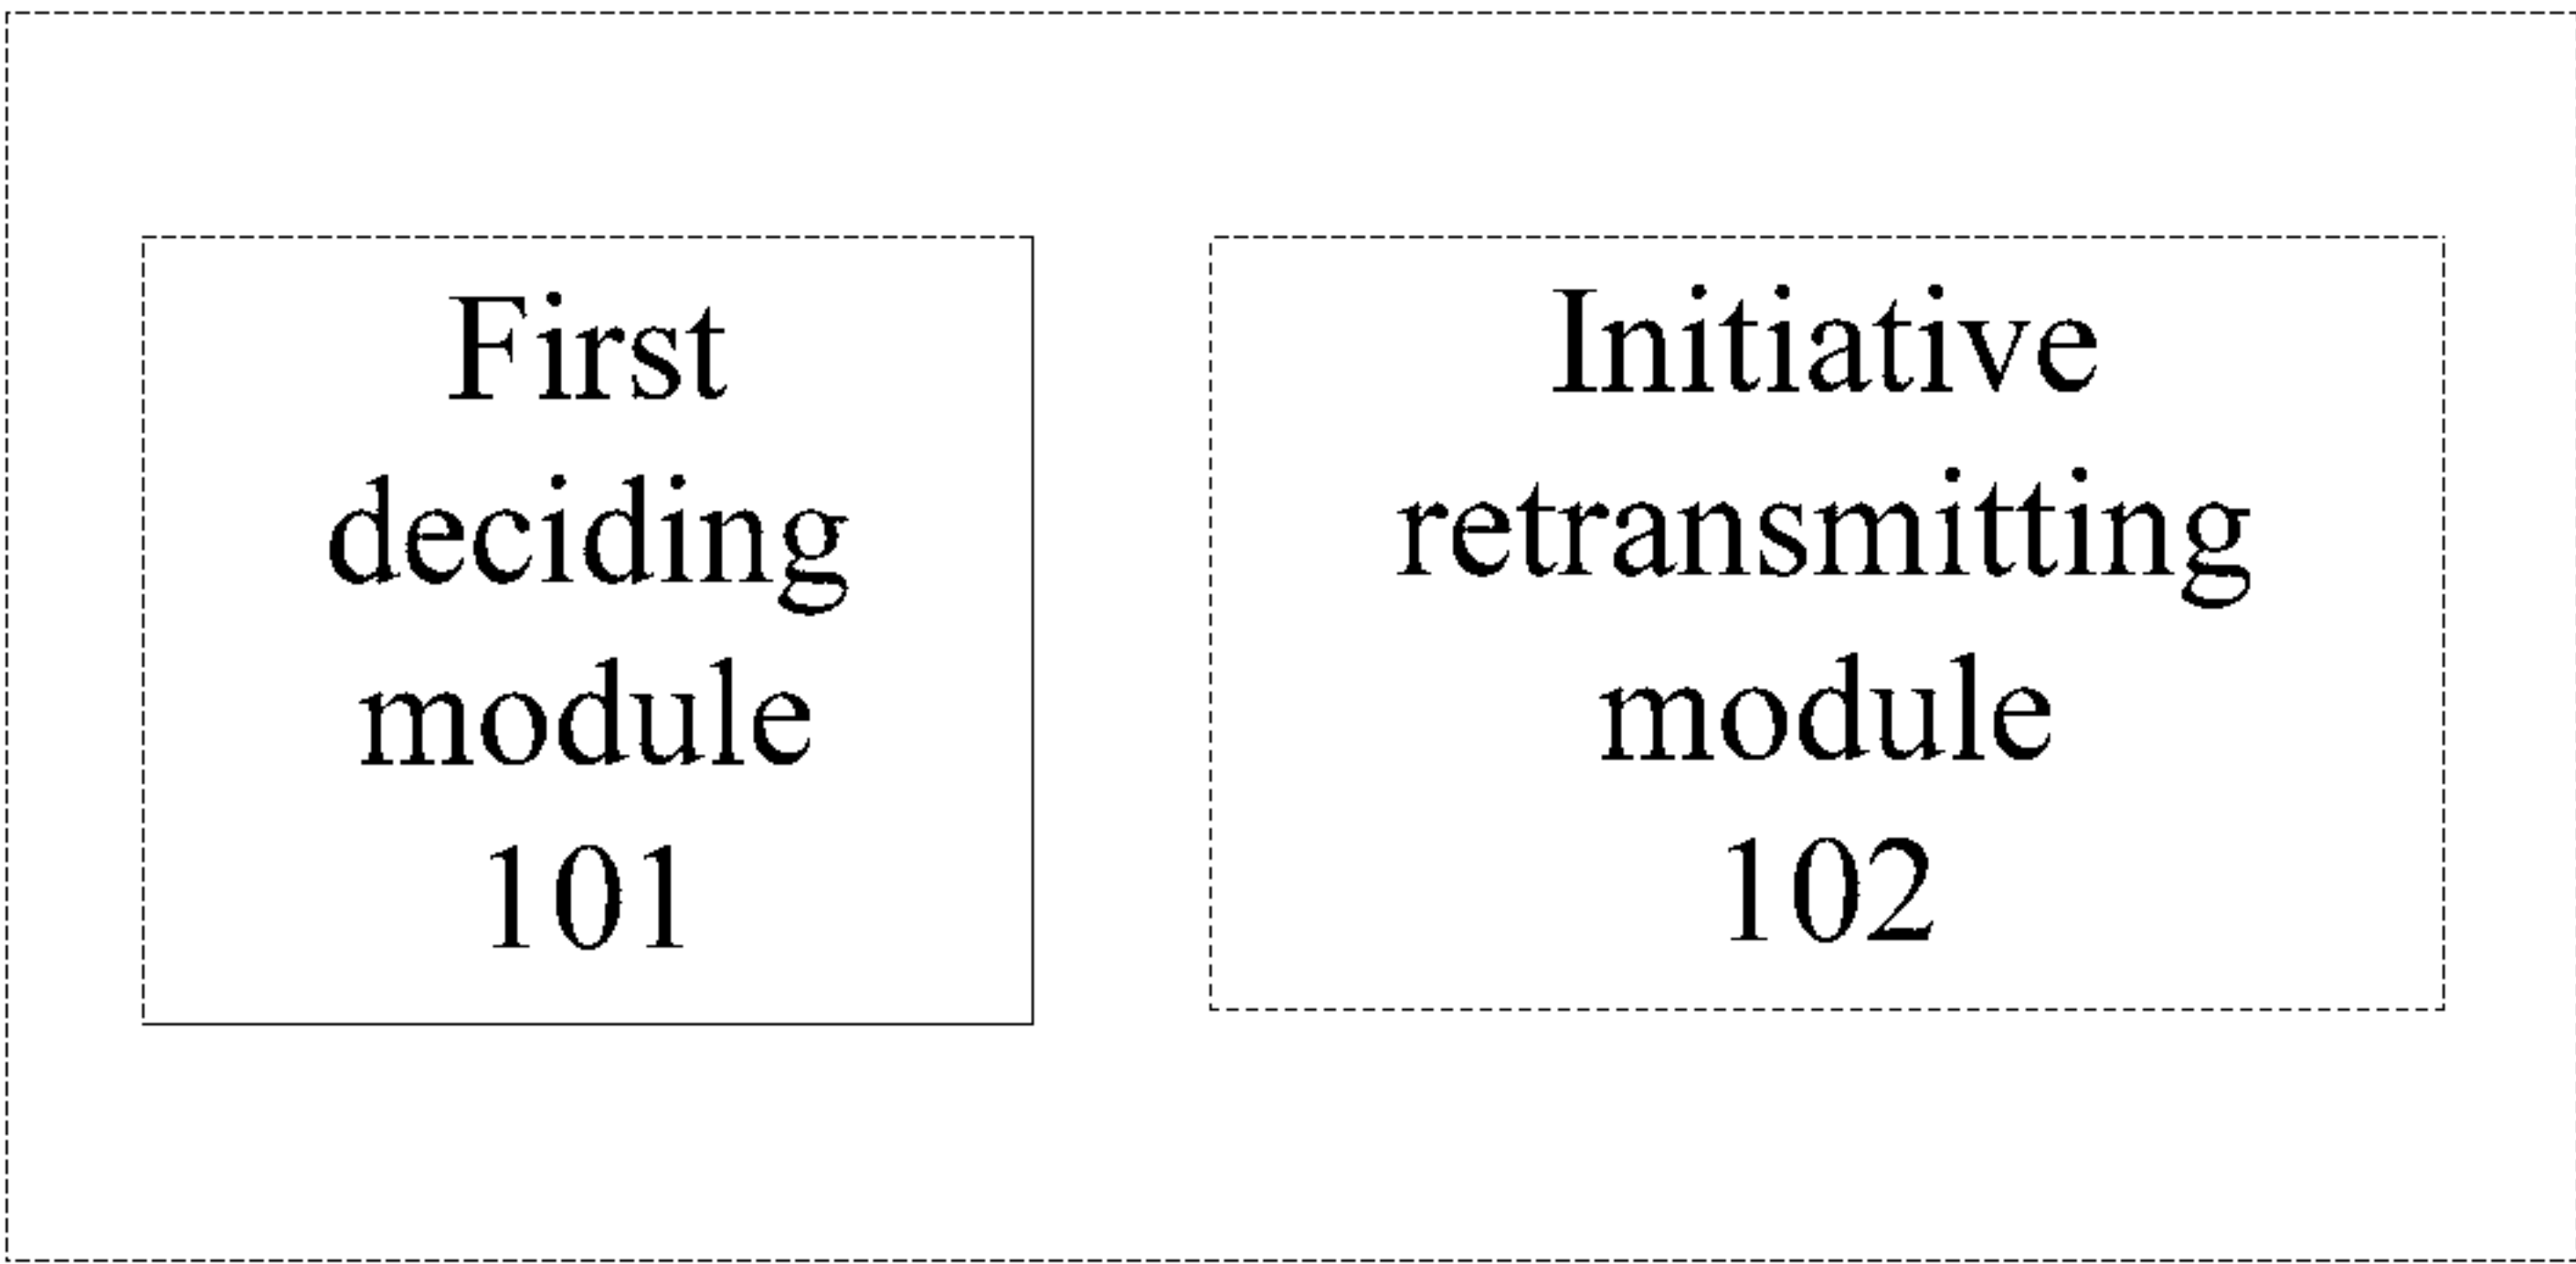 First
deciding
module
101
Initiative
retransmitting
module
102